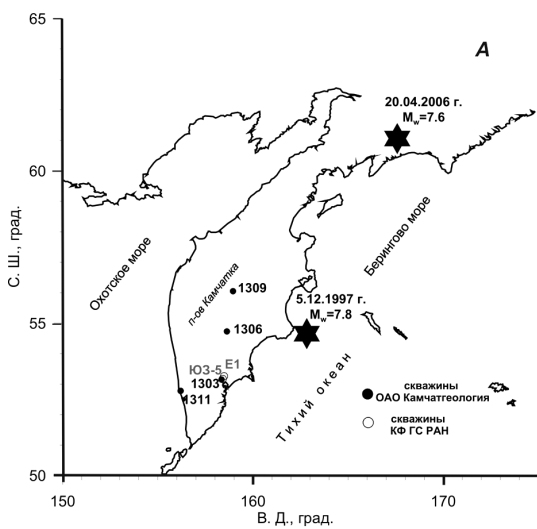 65
А
20.04.2006 г.
Mw=7.6
60
С. Ш., град.
Охотское море
Берингово море
п-ов Камчатка
1309
5.12.1997 г.
Mw=7.8
55
1306
ЮЗ-5
Е1
1303
1311
Тихий океан
скважины
ОАО Камчатгеология
скважины
КФ ГС РАН
50
150
160
170
В. Д., град.